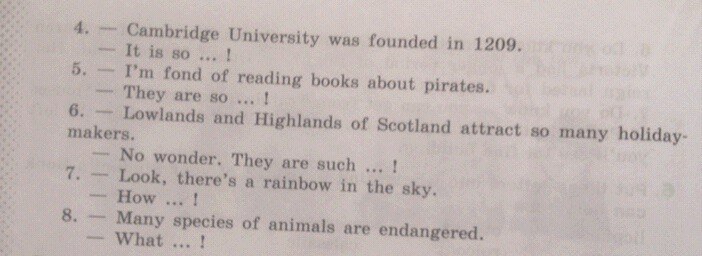 4. — Cambridge University was founded in 1209.
— It is so ... !
5. — I'm fond of reading books about pirates.
— They are so ... !
6. — Lowlands and Highlands of Scotland attract so many holiday-
makers.
— No wonder. They are such ... !
7. — Look, there's a rainbow in the sky.
— How ... !
8. — Many species of animals are endangered.
— What ... !